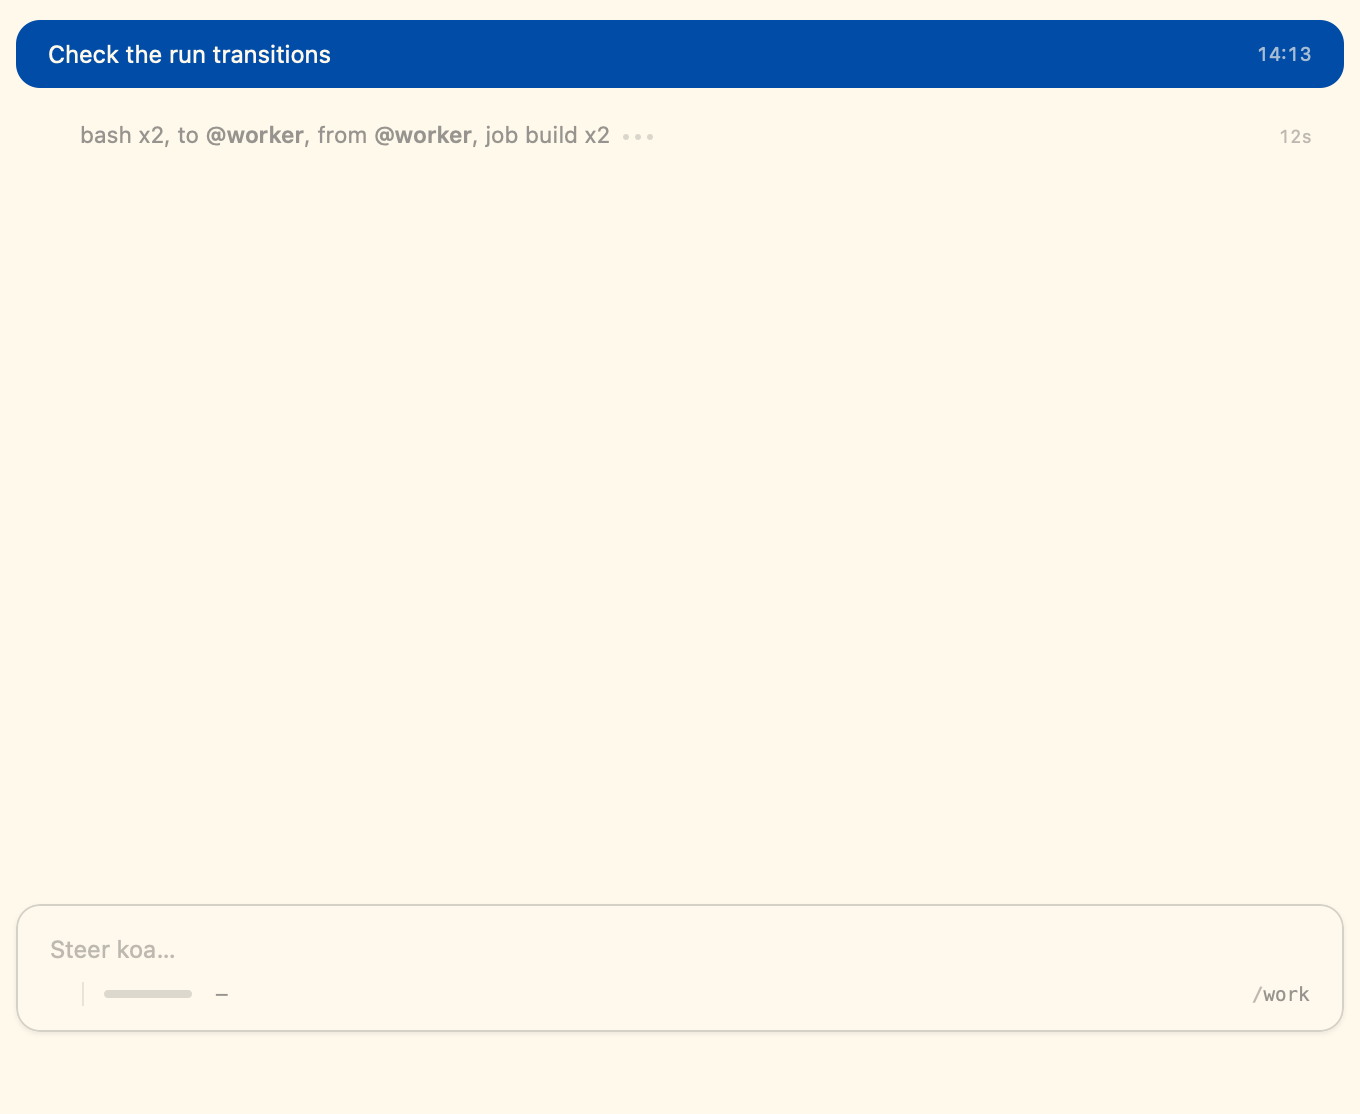 Check the run transitions 14:13
bash x2, to @worker, from @worker, job build x2 ••• 12s
Steer koa...
– /work